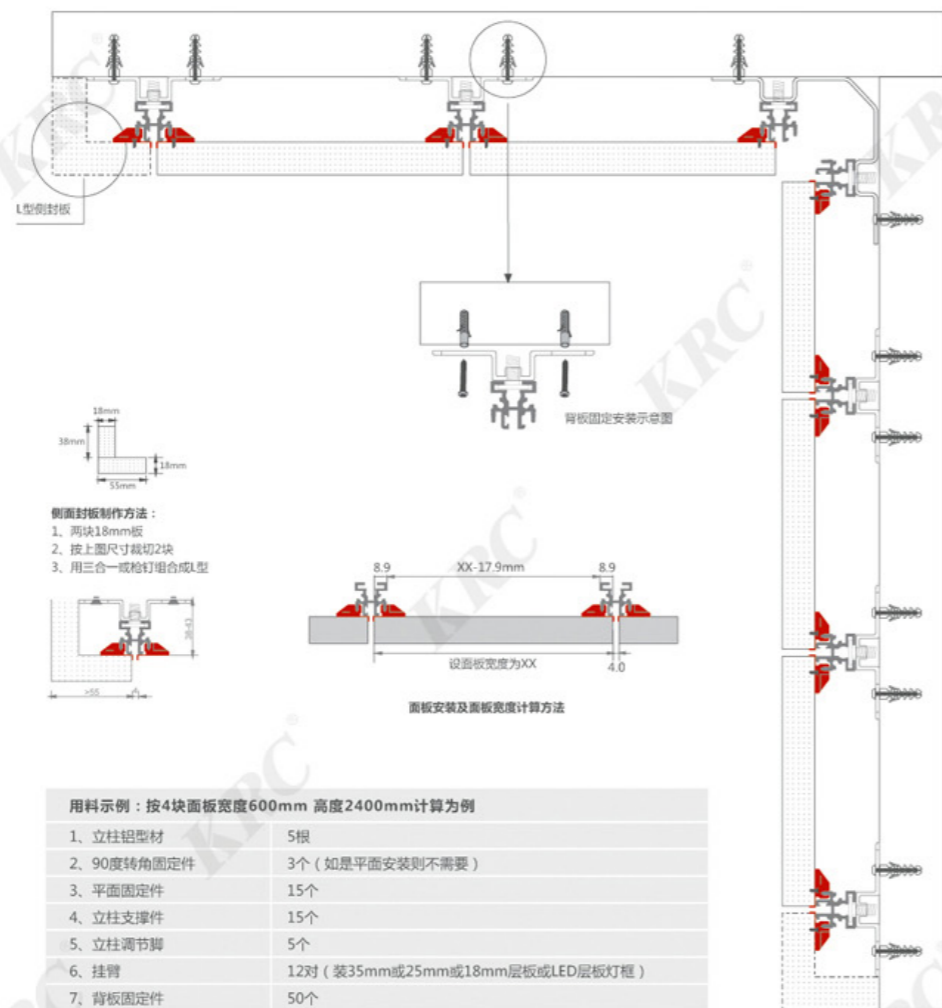 KRC®
KRC
L型侧封板
KRC®
背板固定安装示意图
18mm
38mm
18mm
55mm
侧面封板制作方法：
1、两块18mm板
2、按上图尺寸裁切2块
3、用三合一或枪钉组合成L型
KRC®
8.9
XX-17.9mm
8.9
38-43
设面板宽度为XX
4.0
>55
4
面板安装及面板宽度计算方法
KRC®
用料示例：按4块面板宽度600mm 高度2400mm计算为例
1、立柱铝型材 5根
2、90度转角固定件 3个（如是平面安装则不需要）
3、平面固定件 15个
4、立柱支撑件 15个
5、立柱调节脚 5个
6、挂臂 12对（装35mm或25mm或18mm层板或LED层板灯框）
7、背板固定件 50个